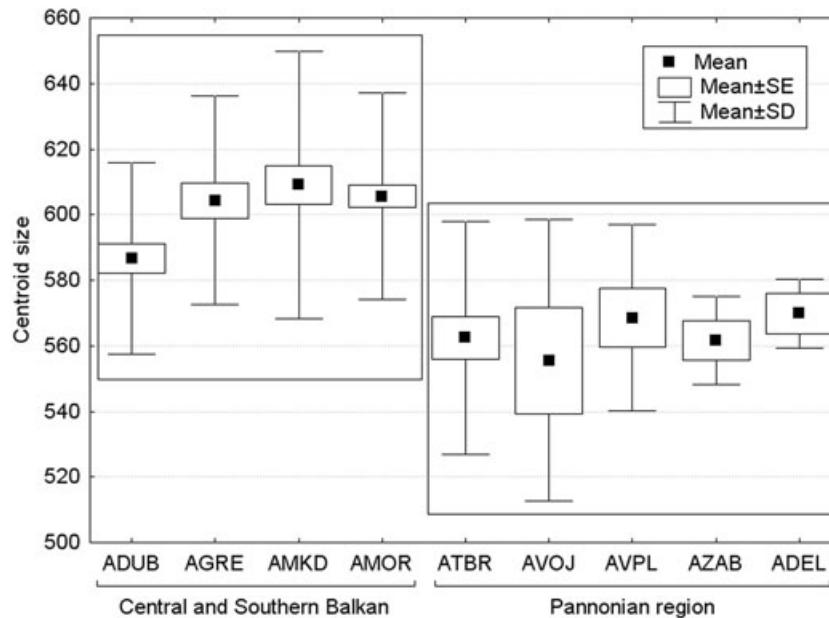 660
640
620
600
580
560
540
520
500
Centroid size
Mean
Mean±SE
Mean±SD
ADUB AGRE AMKD AMOR ATBR AVOJ AVPL AZAB ADEL
Central and Southern Balkan Pannonian region